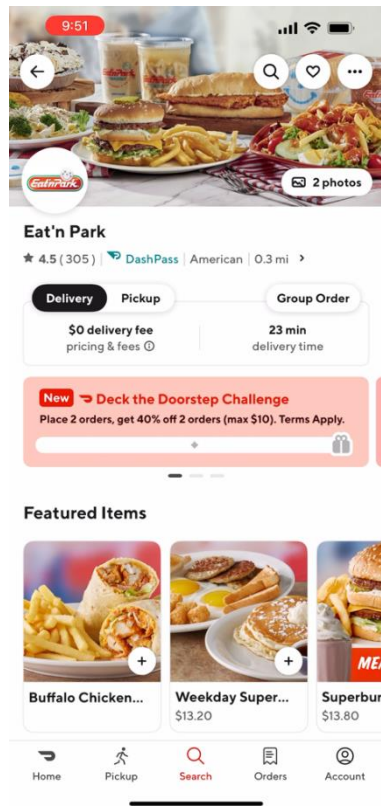 9:51
Eat'nPark
2 photos
Eat'n Park
★ 4.5 (305) | DashPass | American | 0.3 mi >
Delivery Pickup Group Order
$0 delivery fee 23 min
pricing & fees ⓘ delivery time
New Deck the Doorstep Challenge
Place 2 orders, get 40% off 2 orders (max $10). Terms Apply.
Featured Items
Buffalo Chicken... Weekday Super... Superbur
$13.20 $13.80
Home Pickup Search Orders Account